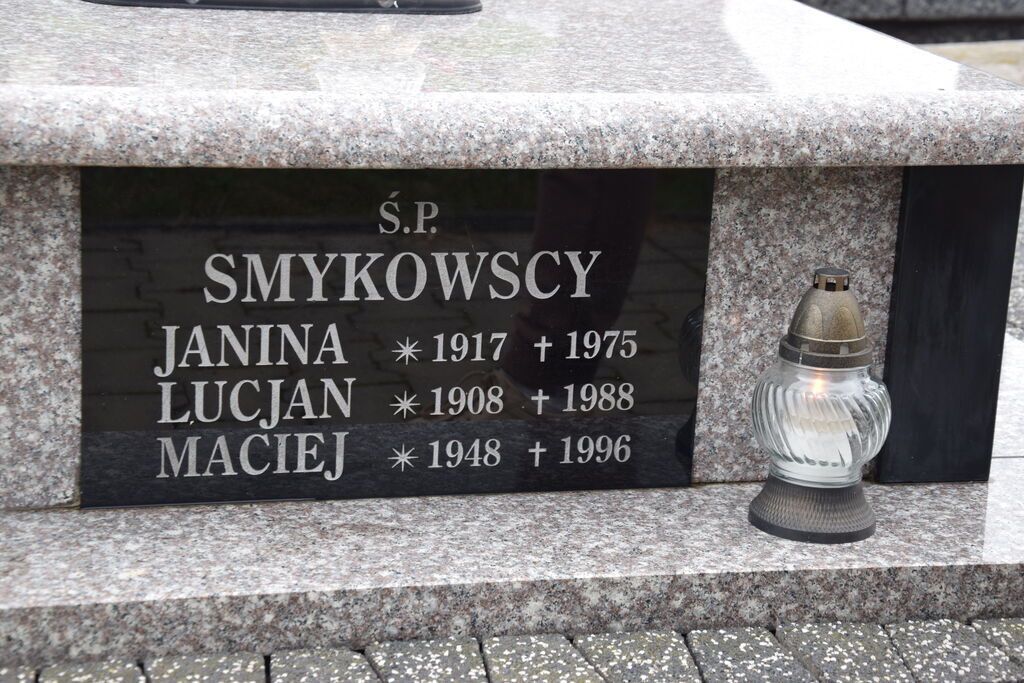 Ś.P.
SMYKOWSCY
JANINA * 1917 † 1975
LUCJAN * 1908 † 1988
MACIEJ * 1948 † 1996